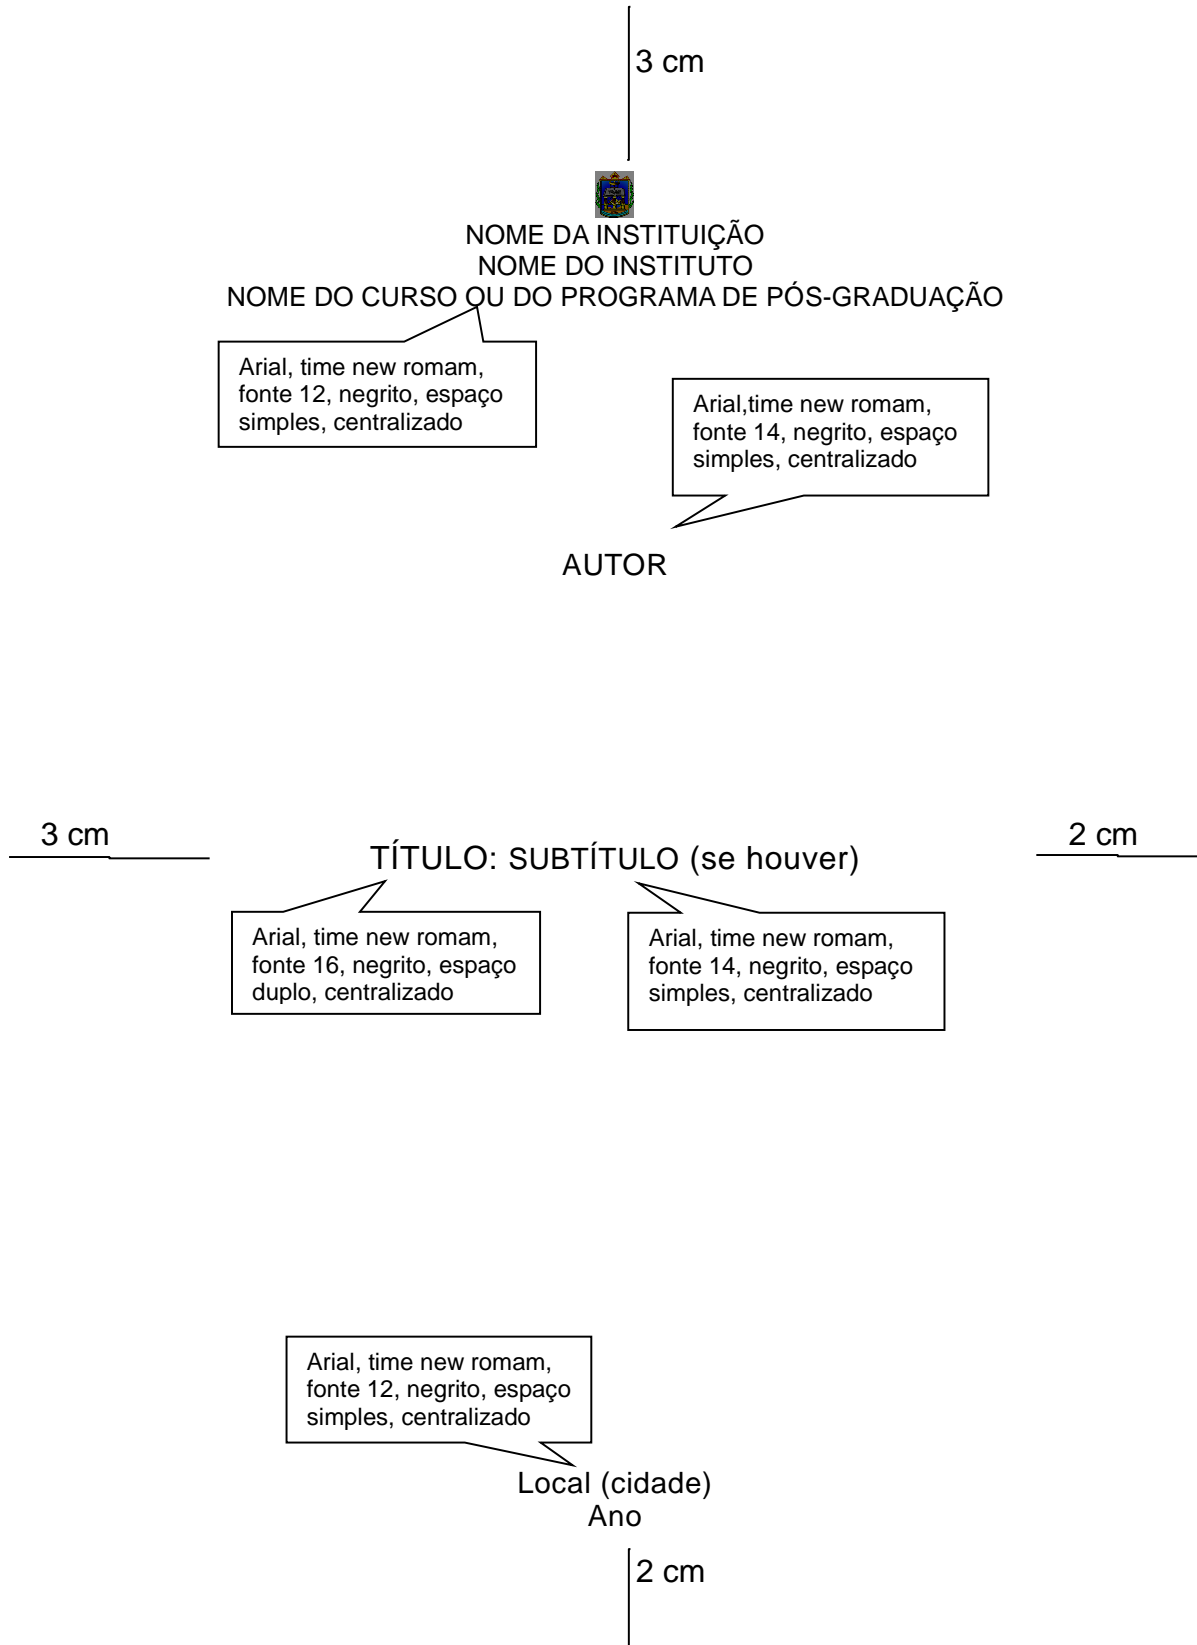 3 cm
NOME DA INSTITUIÇÃO
NOME DO INSTITUTO
NOME DO CURSO OU DO PROGRAMA DE PÓS-GRADUAÇÃO
Arial, time new romam,
fonte 12, negrito, espaço
simples, centralizado
Arial,time new romam,
fonte 14, negrito, espaço
simples, centralizado
AUTOR
3 cm
TÍTULO: SUBTÍTULO (se houver)
2 cm
Arial, time new romam,
fonte 16, negrito, espaço
duplo, centralizado
Arial, time new romam,
fonte 14, negrito, espaço
simples, centralizado
Arial, time new romam,
fonte 12, negrito, espaço
simples, centralizado
Local (cidade)
Ano
2 cm